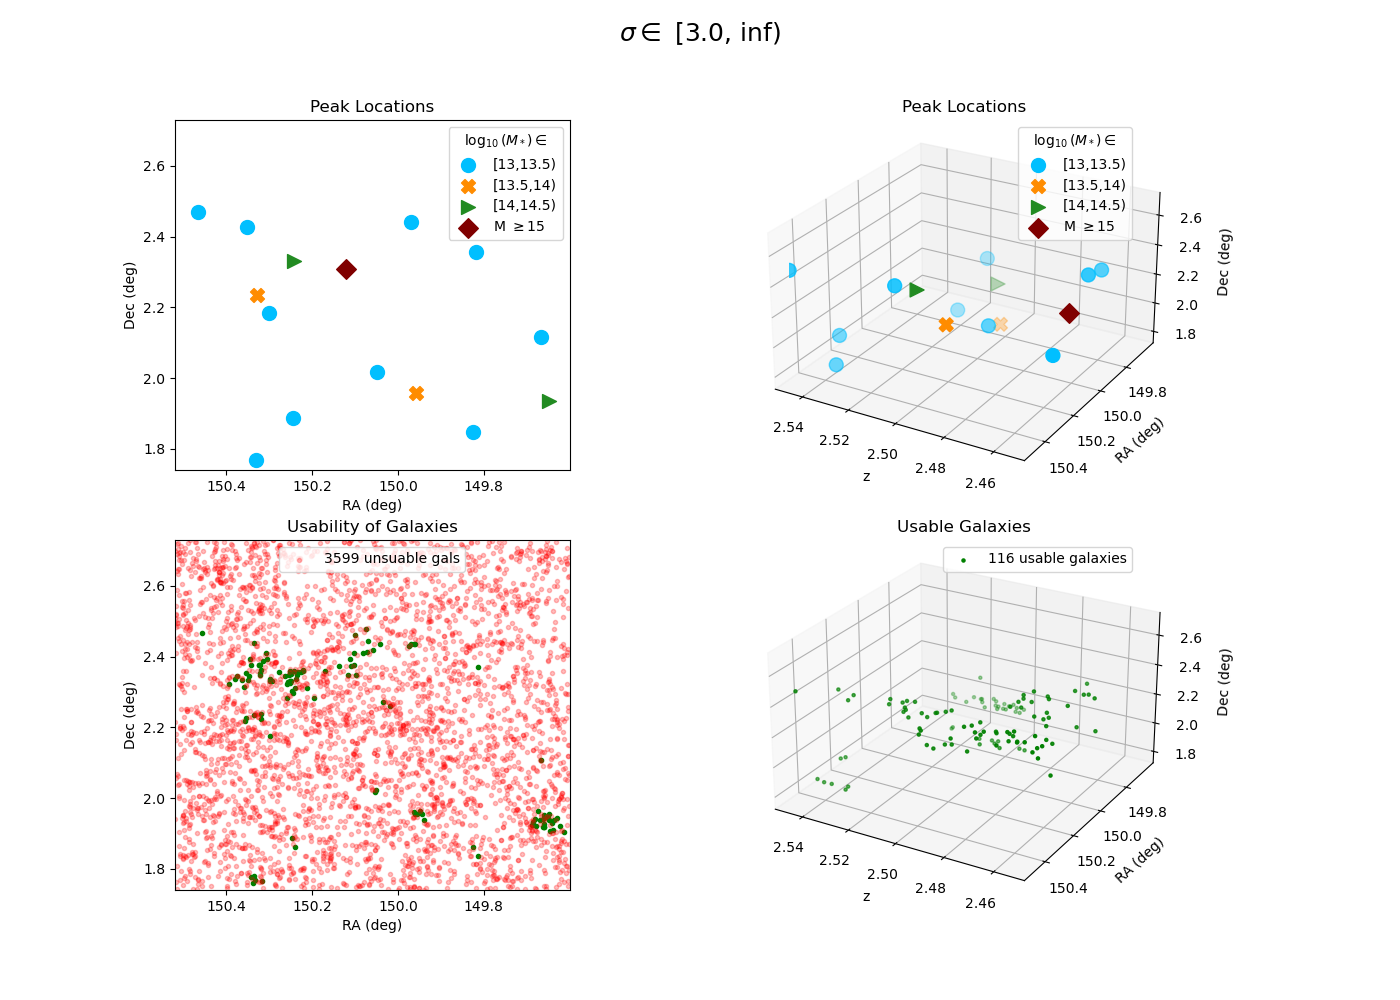 σ ∈ [3.0, inf)
Peak Locations
log₁₀(M*) ∈
[13,13.5)
[13.5,14)
[14,14.5)
M ≥15
2.6
2.4
2.2
2.0
1.8
Dec (deg)
150.4 150.2 150.0 149.8
RA (deg)
Peak Locations
log₁₀(M*) ∈
[13,13.5)
[13.5,14)
[14,14.5)
M ≥15
2.6
2.4
2.2
2.0
1.8
Dec (deg)
149.8
150.0
150.2
150.4
RA (deg)
2.54
2.52
2.50
2.48
2.46
z
Usability of Galaxies
3599 unsuable gals
2.6
2.4
2.2
2.0
1.8
Dec (deg)
150.4 150.2 150.0 149.8
RA (deg)
Usable Galaxies
116 usable galaxies
2.6
2.4
2.2
2.0
1.8
Dec (deg)
149.8
150.0
150.2
150.4
RA (deg)
2.54
2.52
2.50
2.48
2.46
z